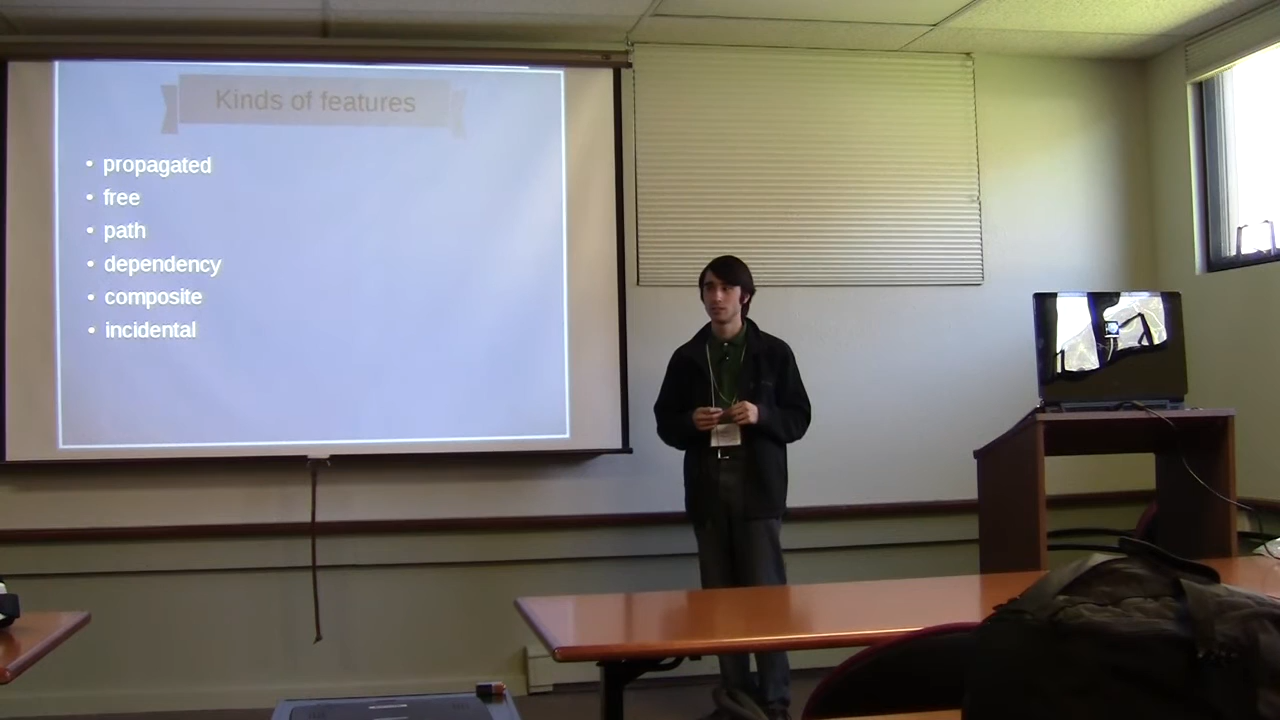 Kinds of features
• propagated
• free
• path
• dependency
• composite
• incidental